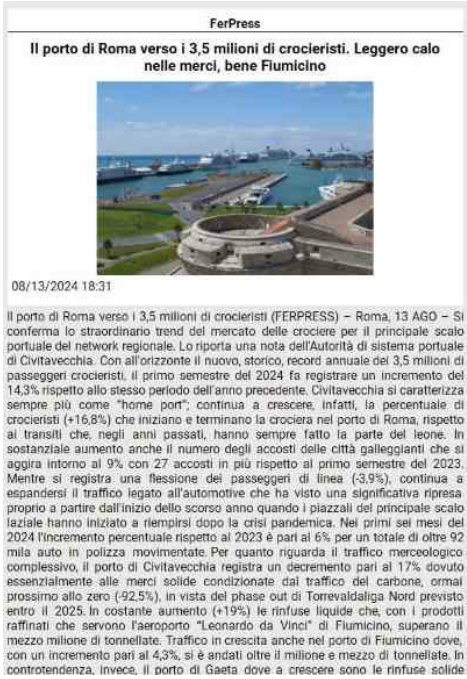 FerPress
Il porto di Roma verso i 3,5 milioni di crocieristi. Leggero calo
nelle merci, bene Fiumicino
08/13/2024 18:31
Il porto di Roma verso i 3,5 milioni di crocieristi (FERPRESS) – Roma, 13 AGO – Si
conferma lo straordinario trend del mercato delle crociere per il principale scalo
portuale del network regionale. Lo riporta una nota dell'Autorità di sistema portuale
di Civitavecchia. Con all'orizzonte il nuovo, storico, record annuale dei 3,5 milioni di
passeggeri crocieristi, il primo semestre del 2024 fa registrare un incremento del
14,3% rispetto allo stesso periodo dell'anno precedente. Civitavecchia si caratterizza
sempre più come "home port"; continua a crescere, infatti, la percentuale di
crocieristi (+16,8%) che iniziano e terminano la crociera nel porto di Roma, rispetto
ai transiti che, negli anni passati, hanno sempre fatto la parte del leone. In
sostanziale aumento anche il numero degli accosti delle città galleggianti che si
aggira intorno al 9% con 27 accosti in più rispetto al primo semestre del 2023.
Mentre si registra una flessione dei passeggeri di linea (-3,9%), continua a
espandersi il traffico legato all'automotive che ha visto una significativa ripresa
proprio a partire dall'inizio dello scorso anno quando i piazzali del principale scalo
laziale hanno iniziato a riempirsi dopo la crisi pandemica. Nei primi sei mesi del
2024 l'incremento percentuale rispetto al 2023 è pari al 6% per un totale di oltre 92
mila auto in polizza movimentate. Per quanto riguarda il traffico merceologico
complessivo, il porto di Civitavecchia registra un decremento pari al 17% dovuto
essenzialmente alle merci solide condizionate dal traffico del carbone, ormai
prossimo allo zero (-92,5%), in vista del phase out di Torrevaldaliga Nord previsto
entro il 2025. In costante aumento (+19%) le rinfuse liquide che, con i prodotti
raffinati che servono l'aeroporto "Leonardo da Vinci" di Fiumicino, superano il
mezzo milione di tonnellate. Traffico in crescita anche nel porto di Fiumicino dove,
con un incremento pari al 4,3%, si è andati oltre il milione e mezzo di tonnellate. In
controtendenza, invece, il porto di Gaeta dove a crescere sono le rinfuse solide